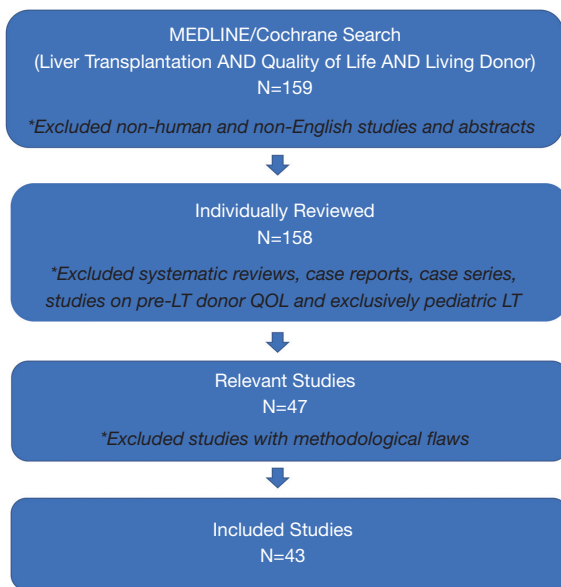 MEDLINE/Cochrane Search
(Liver Transplantation AND Quality of Life AND Living Donor)
N=159
*Excluded non-human and non-English studies and abstracts
Individually Reviewed
N=158
*Excluded systematic reviews, case reports, case series,
studies on pre-LT donor QOL and exclusively pediatric LT
Relevant Studies
N=47
*Excluded studies with methodological flaws
Included Studies
N=43